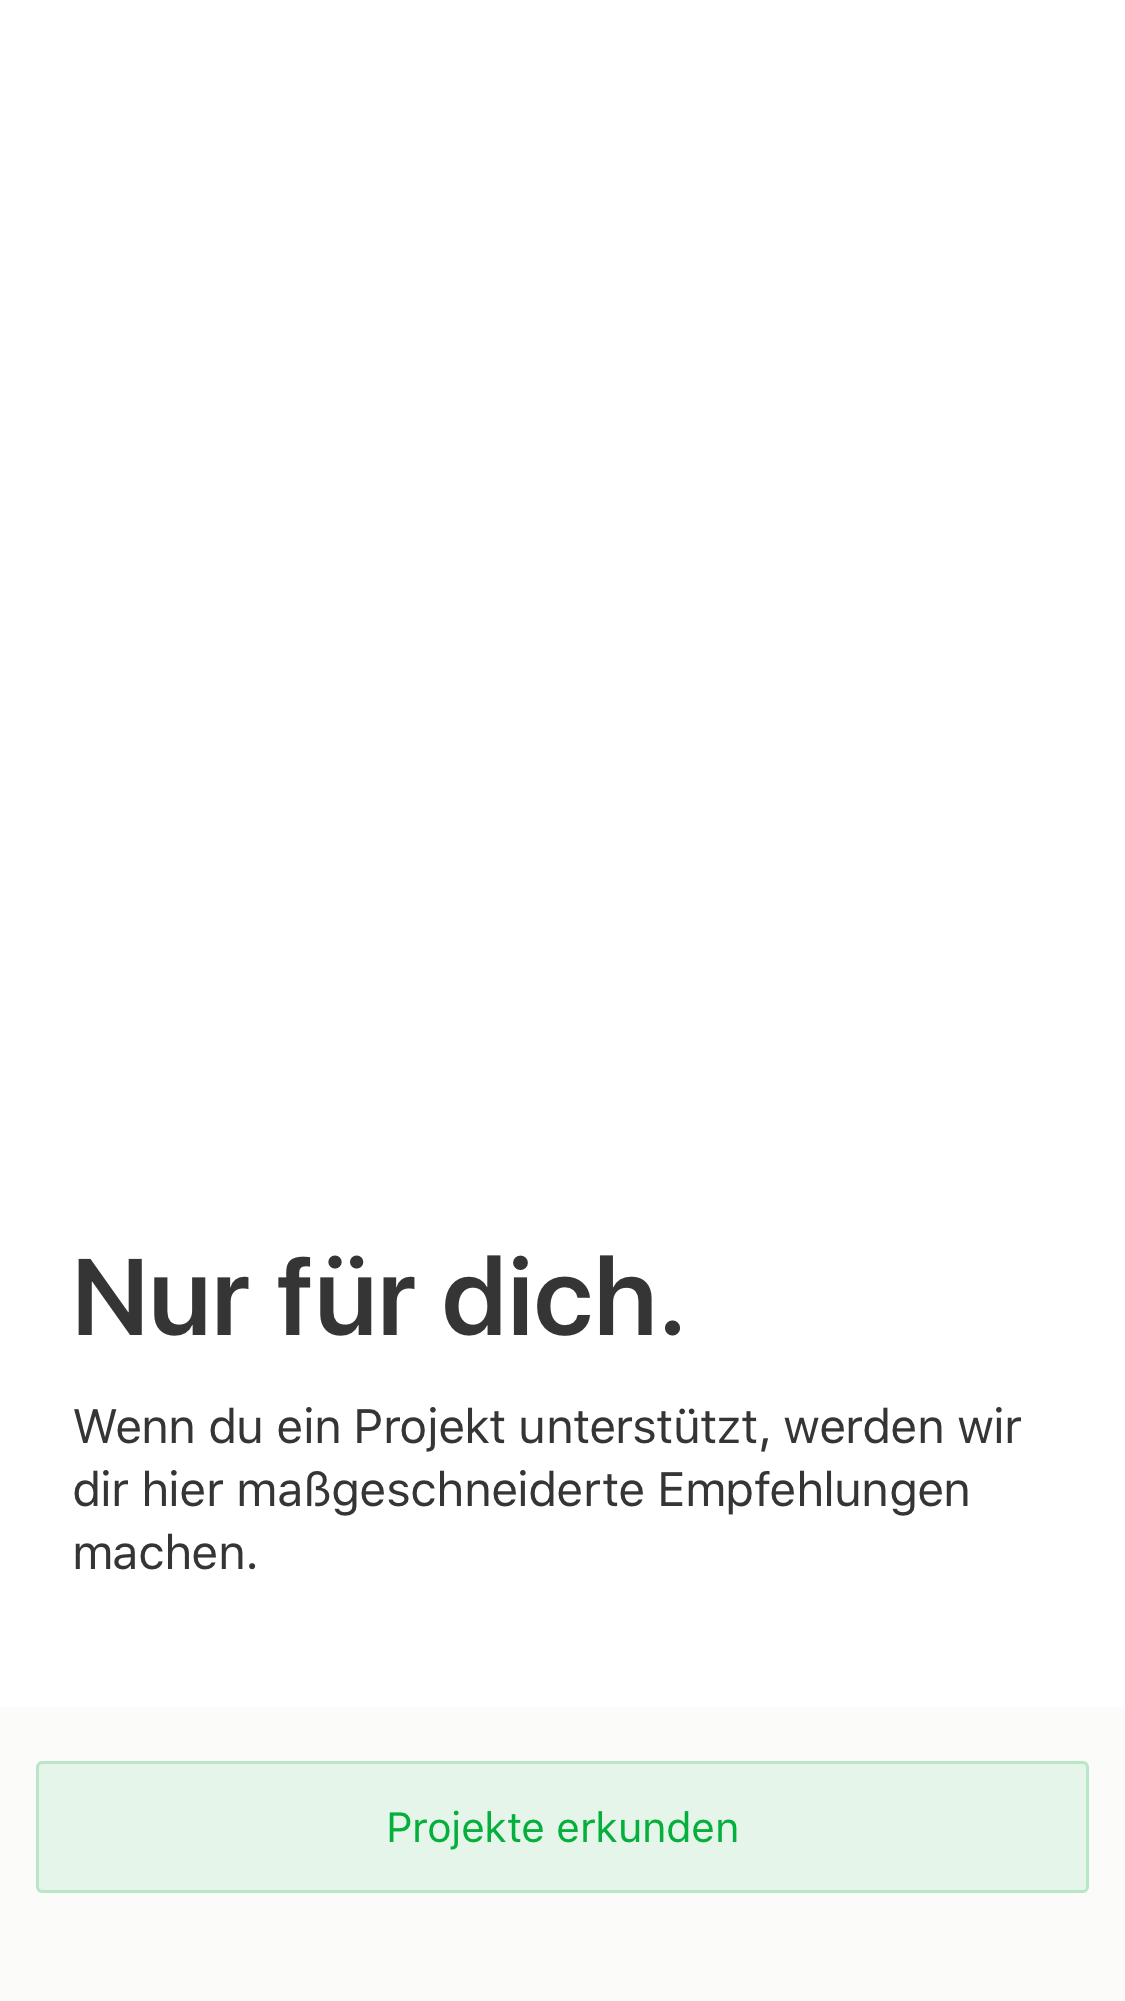 Nur für dich.
Wenn du ein Projekt unterstützt, werden wir
dir hier maßgeschneiderte Empfehlungen
machen.
Projekte erkunden